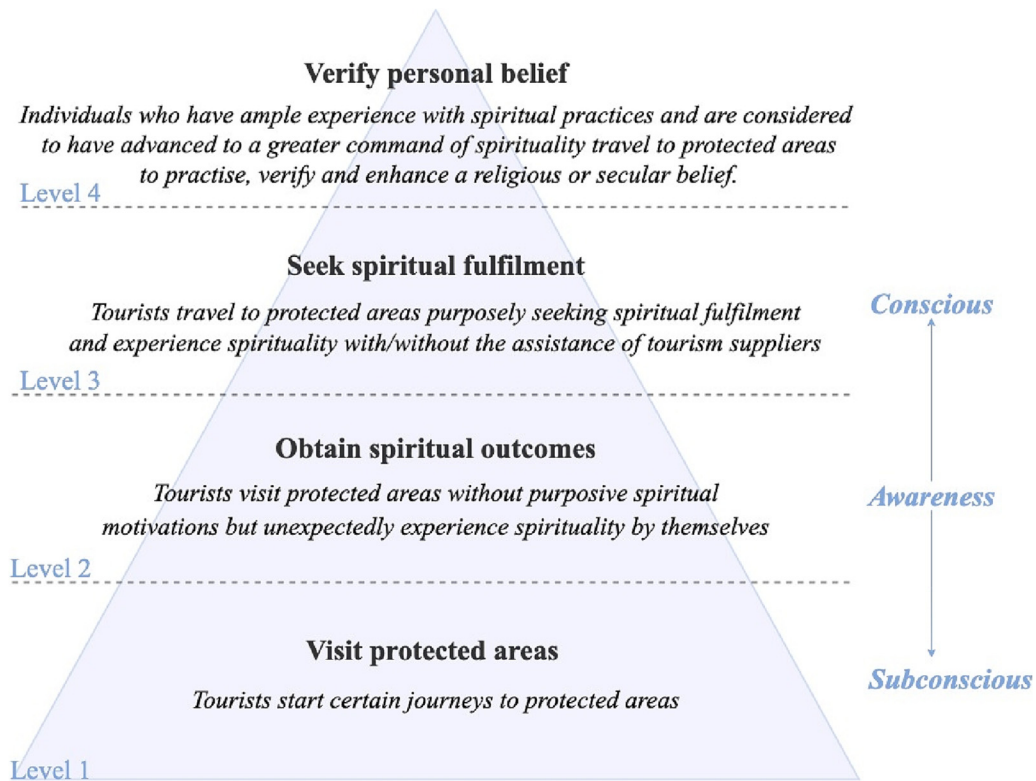 Verify personal belief
Individuals who have ample experience with spiritual practices and are considered
to have advanced to a greater command of spirituality travel to protected areas
to practise, verify and enhance a religious or secular belief.
Level 4
Seek spiritual fulfilment
Conscious
Tourists travel to protected areas purposely seeking spiritual fulfilment
and experience spirituality with/without the assistance of tourism suppliers
Level 3
Obtain spiritual outcomes
Tourists visit protected areas without purposive spiritual
Awareness
motivations but unexpectedly experience spirituality by themselves
Level 2
Visit protected areas
Subconscious
Tourists start certain journeys to protected areas
Level 1